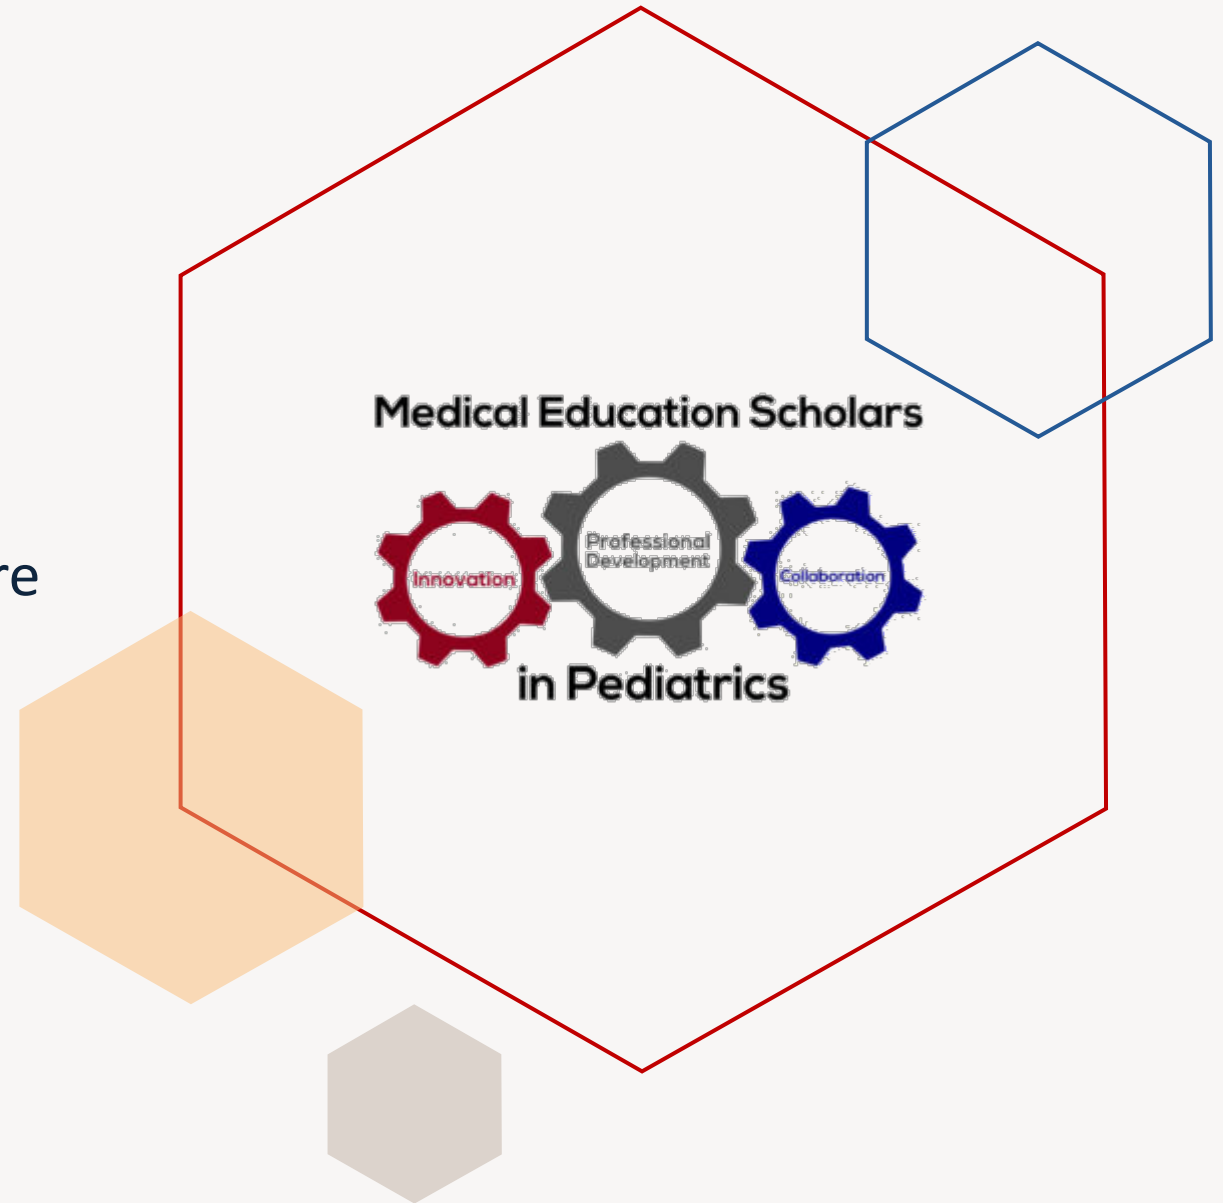 Medical Education Scholars
Professional
Development
Innovation
Collaboration
re
in Pediatrics